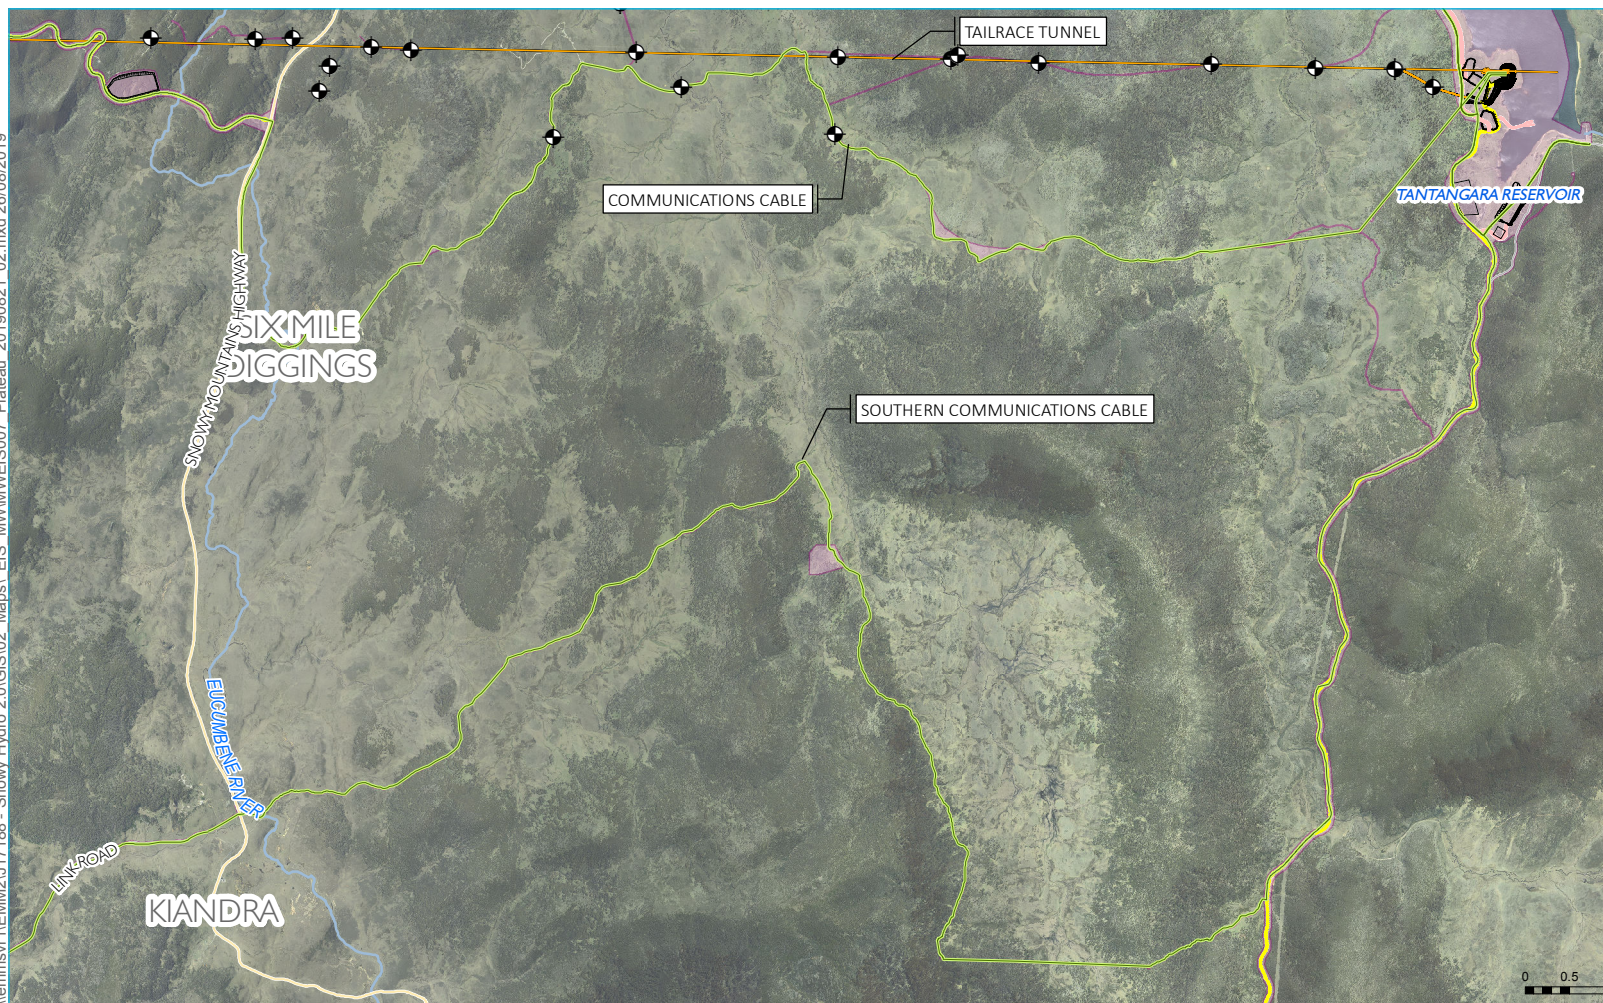 TAILRACE TUNNEL
COMMUNICATIONS CABLE
TANTANGARA RESERVOIR
SNOWY MOUNTAINS HIGHWAY
SIX MILE
DIGGINGS
SOUTHERN COMMUNICATIONS CABLE
EUCUMBENE RIVER
LINK ROAD
KIANDRA
0 0.5